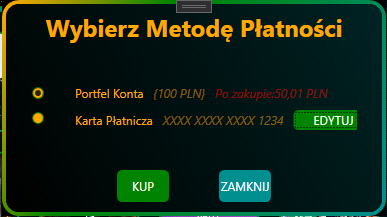 Wybierz Metodę Płatności
Portfel Konta {100 PLN} Po zakupie:50,01 PLN
Karta Płatnicza XXXX XXXX XXXX 1234 EDYTUJ
KUP ZAMKNIJ